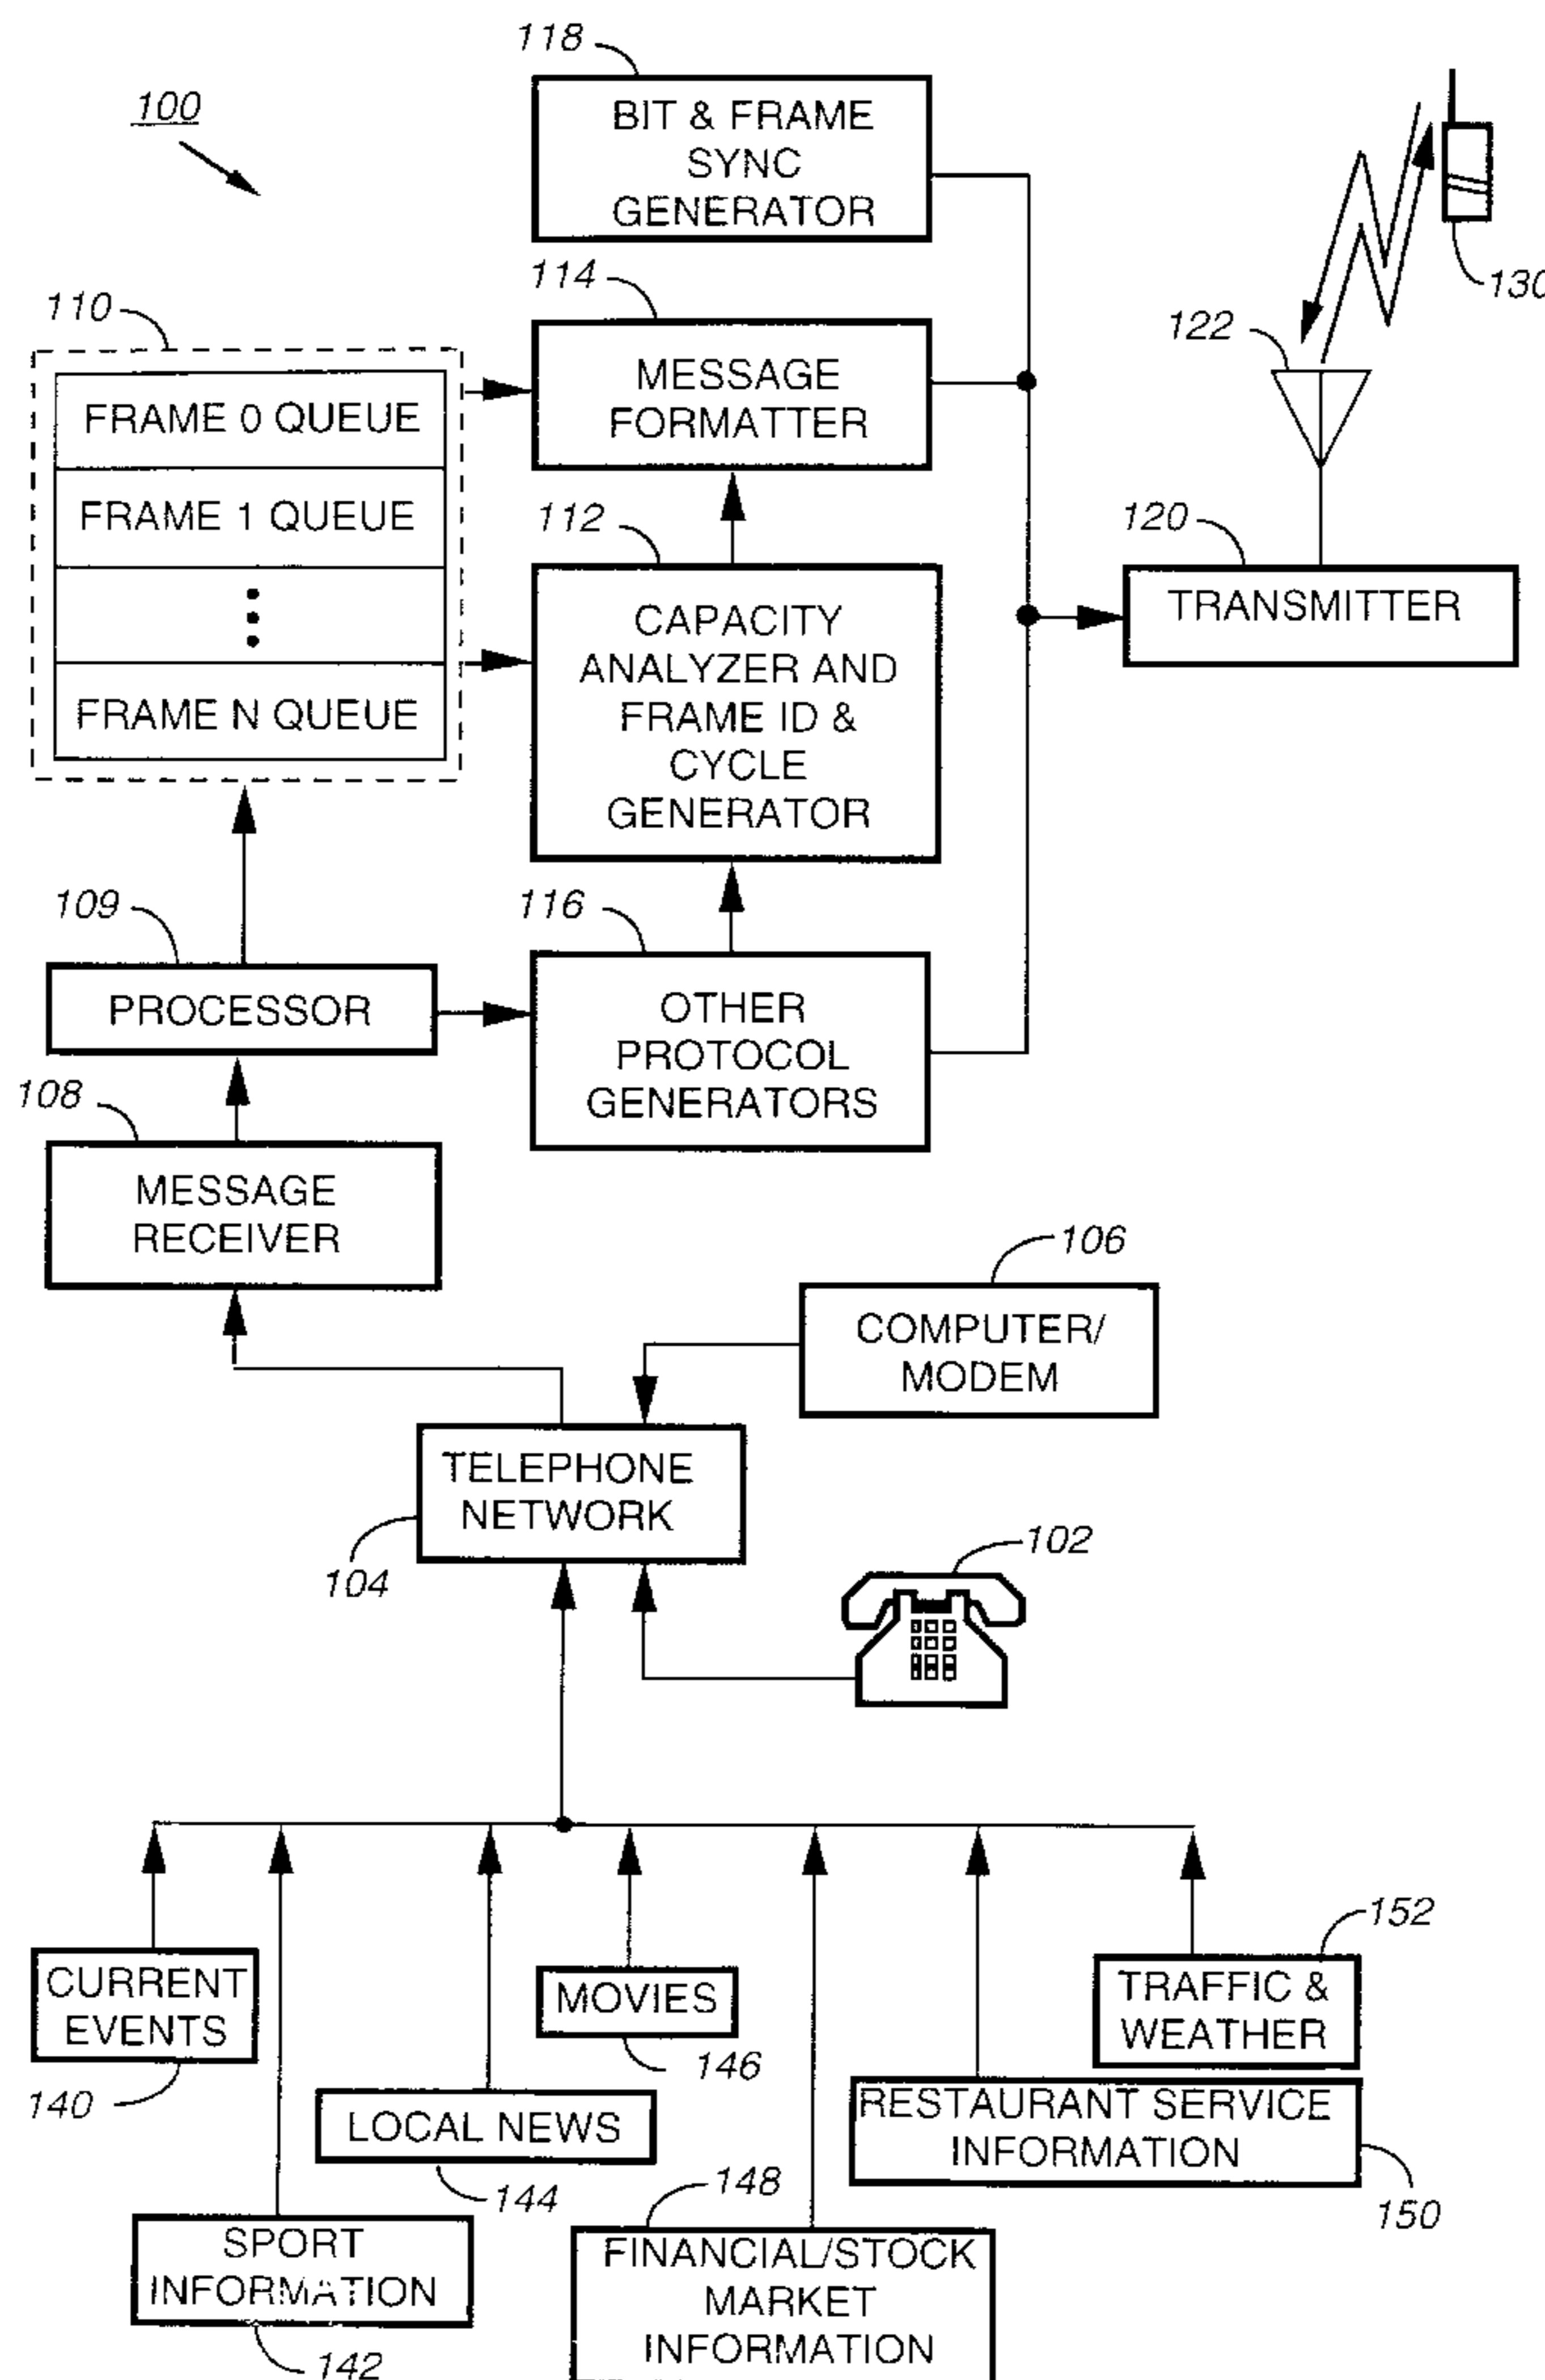 118
100
BIT & FRAME
SYNC
GENERATOR
130
114
110
122
MESSAGE
FORMATTER
FRAME 0 QUEUE
FRAME 1 QUEUE
FRAME N QUEUE
112
120
CAPACITY
ANALYZER AND
FRAME ID &
CYCLE
GENERATOR
TRANSMITTER
109
116
PROCESSOR
OTHER
PROTOCOL
GENERATORS
108
MESSAGE
RECEIVER
106
COMPUTER/
MODEM
TELEPHONE
NETWORK
104
102
152
CURRENT
EVENTS
140
MOVIES
146
TRAFFIC &
WEATHER
LOCAL NEWS
144
RESTAURANT SERVICE
INFORMATION
150
148
SPORT
INFORMATION
142
FINANCIAL/STOCK
MARKET
INFORMATION